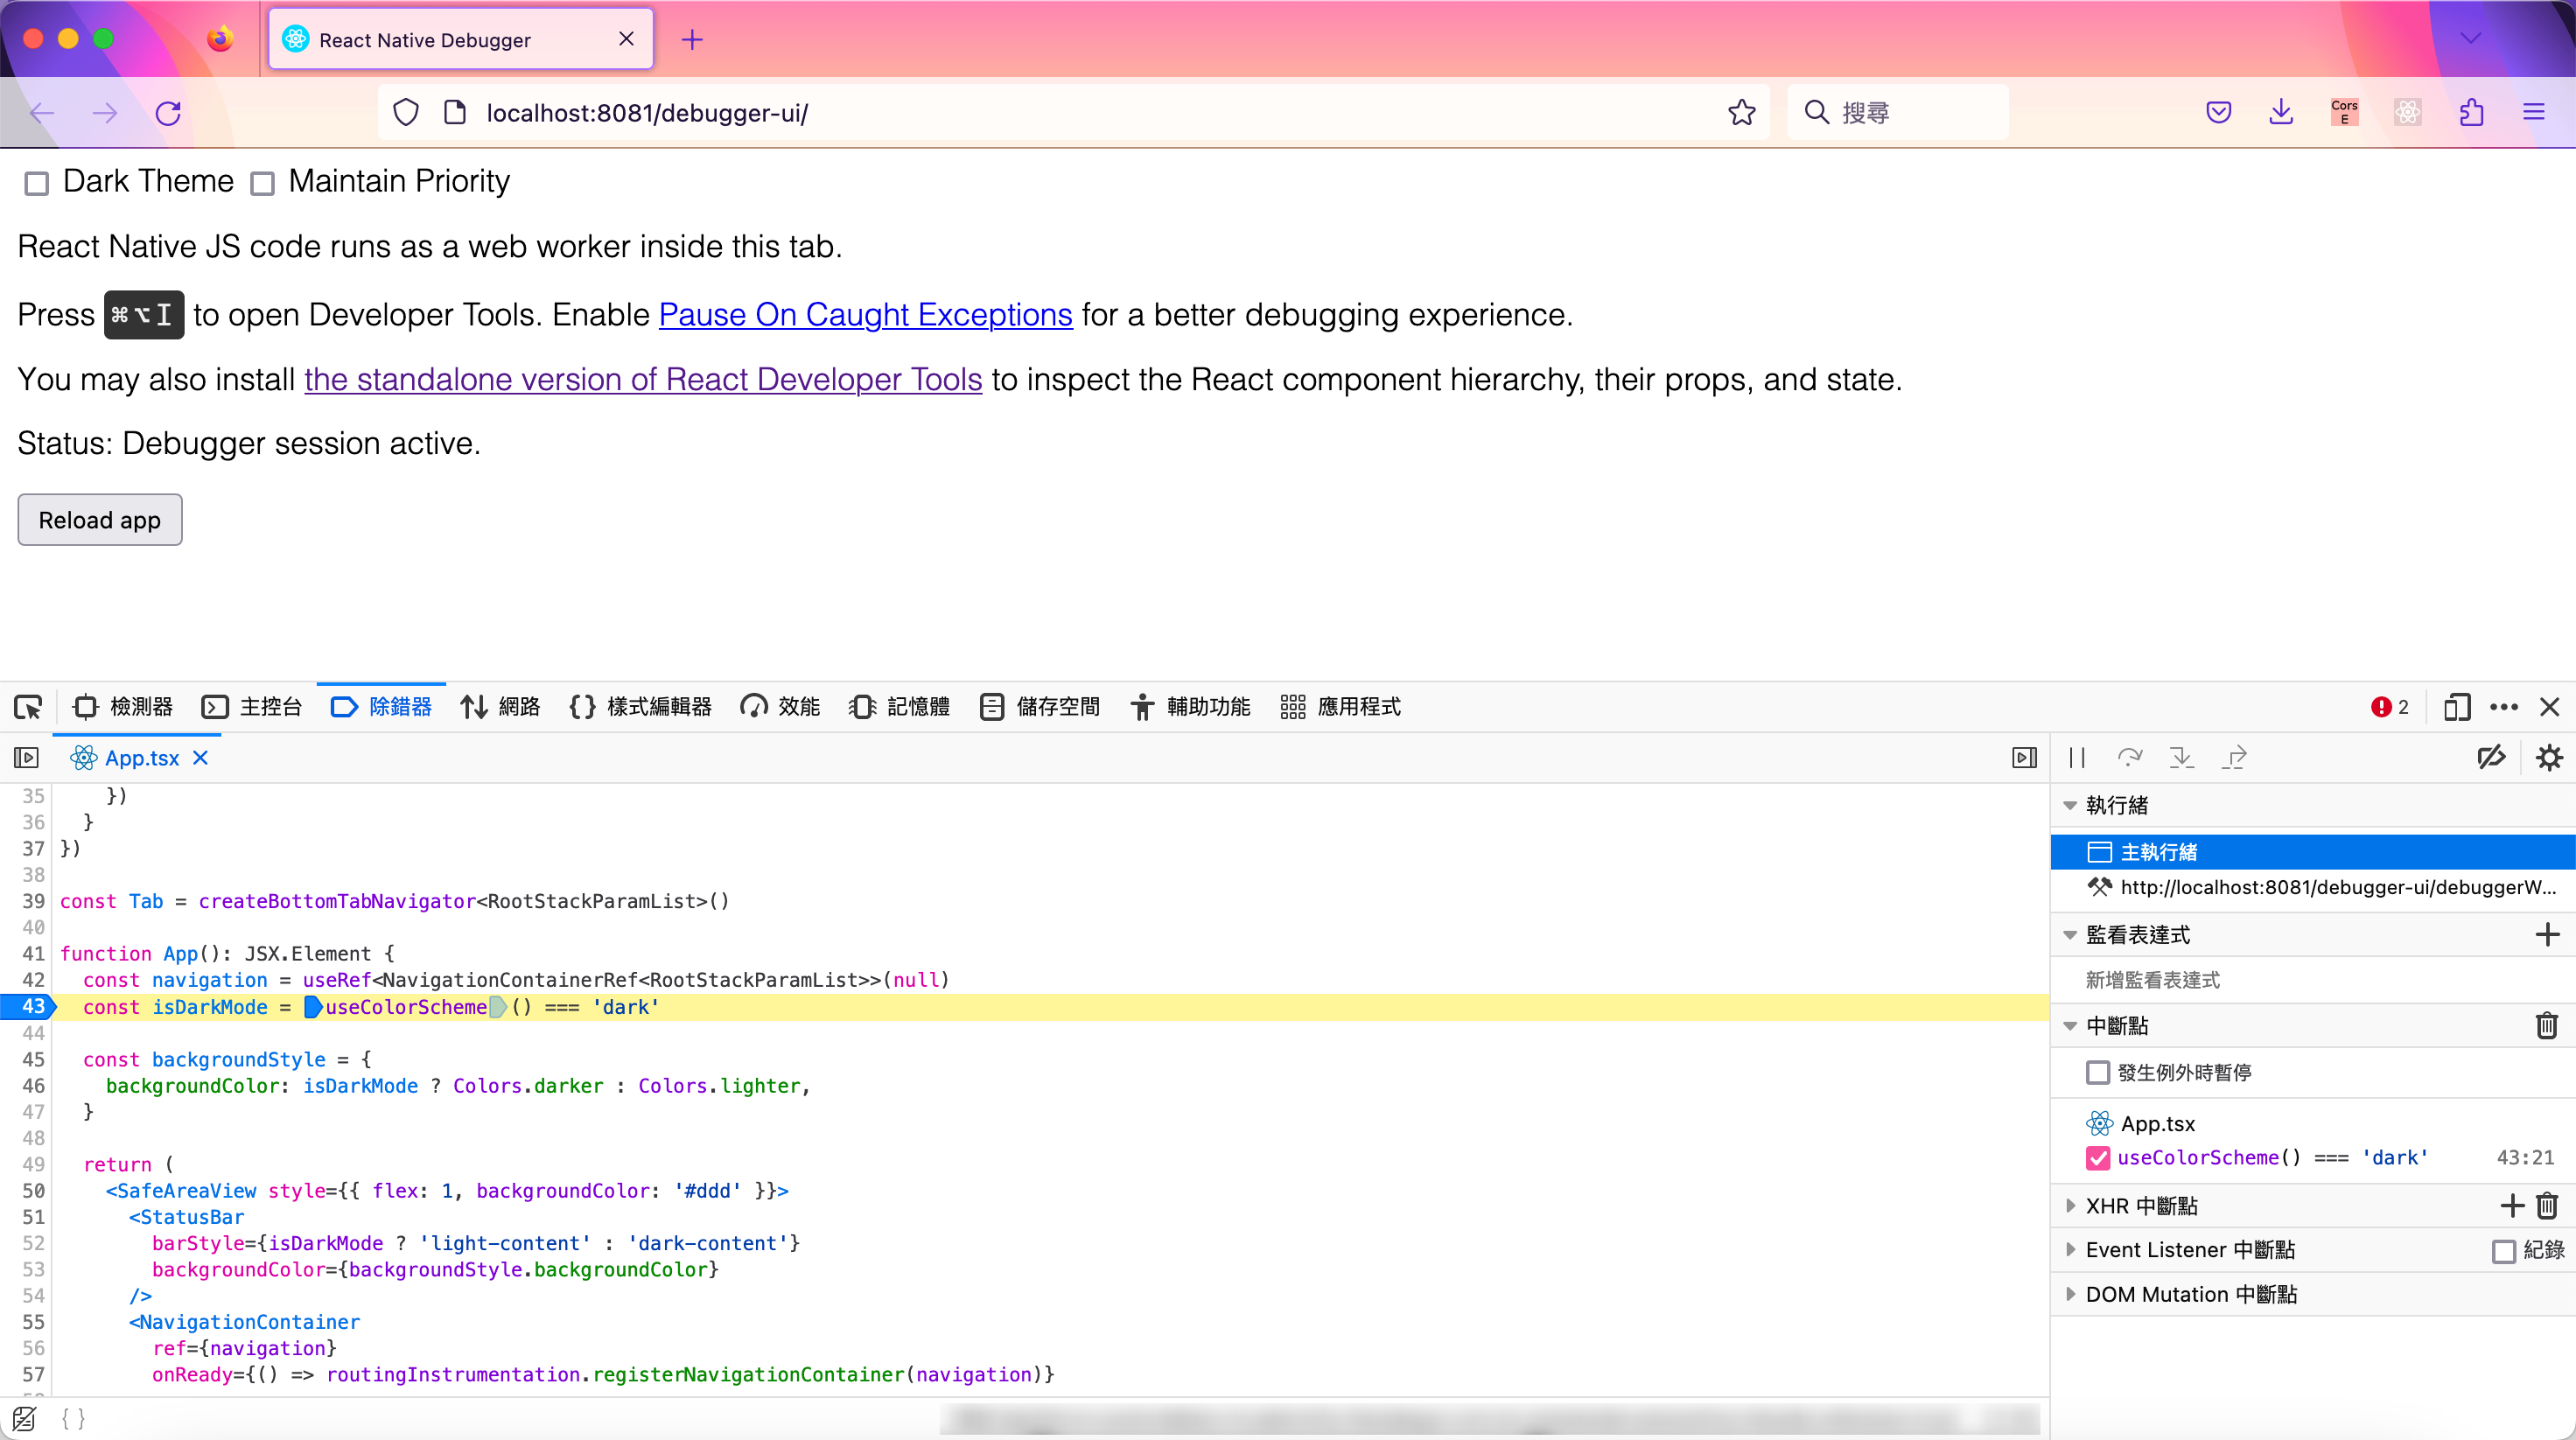 React Native Debugger
localhost:8081/debugger-ui/
搜尋
Cors
E
Dark Theme Maintain Priority
React Native JS code runs as a web worker inside this tab.
Press ⌘⌥I to open Developer Tools. Enable Pause On Caught Exceptions for a better debugging experience.
You may also install the standalone version of React Developer Tools to inspect the React component hierarchy, their props, and state.
Status: Debugger session active.
Reload app
檢測器 主控台 除錯器 網路 樣式編輯器 效能 記憶體 儲存空間 輔助功能 應用程式 2
App.tsx
35 })
36 }
37 })
38
39 const Tab = createBottomTabNavigator<RootStackParamList>()
40
41 function App(): JSX.Element {
42 const navigation = useRef<NavigationContainerRef<RootStackParamList>>(null)
43 const isDarkMode = useColorScheme() === 'dark'
44
45 const backgroundStyle = {
46 backgroundColor: isDarkMode ? Colors.darker : Colors.lighter,
47 }
48
49 return (
50 <SafeAreaView style={{ flex: 1, backgroundColor: '#ddd' }}>
51 <StatusBar
52 barStyle={isDarkMode ? 'light-content' : 'dark-content'}
53 backgroundColor={backgroundStyle.backgroundColor}
54 />
55 <NavigationContainer
56 ref={navigation}
57 onReady={() => routingInstrumentation.registerNavigationContainer(navigation)}
{ }
執行緒
主執行緒
http://localhost:8081/debugger-ui/debuggerW...
監看表達式
新增監看表達式
中斷點
發生例外時暫停
App.tsx
useColorScheme() === 'dark' 43:21
XHR 中斷點
Event Listener 中斷點 紀錄
DOM Mutation 中斷點